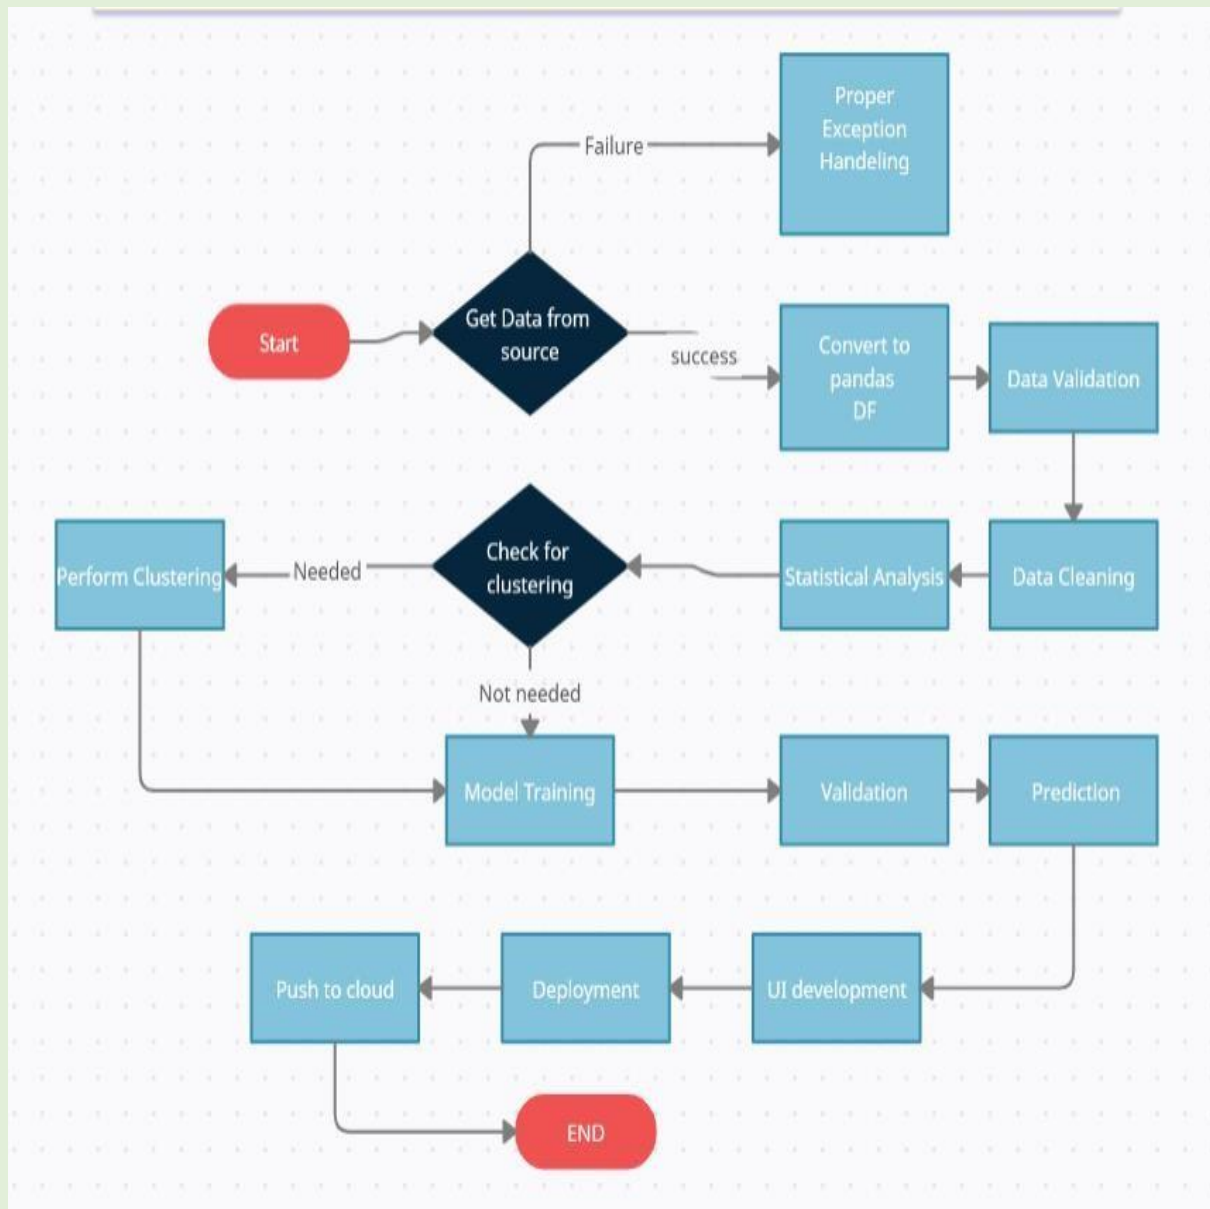 Proper
Exception
Handeling
Failure
Start
Get Data from
source
success
Convert to
pandas
DF
Data Validation
Perform Clustering
Needed
Check for
clustering
Statistical Analysis
Data Cleaning
Not needed
Model Training
Validation
Prediction
Push to cloud
Deployment
UI development
END